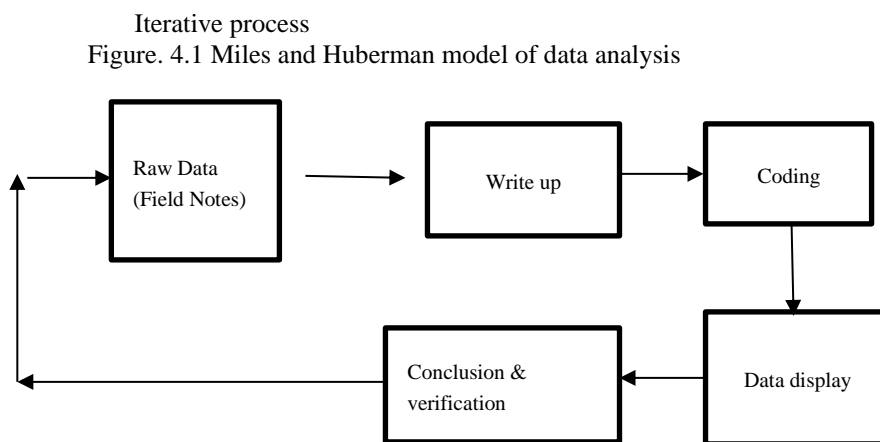 Iterative process
Figure. 4.1 Miles and Huberman model of data analysis
Raw Data
(Field Notes)
Write up
Coding
Conclusion &
verification
Data display